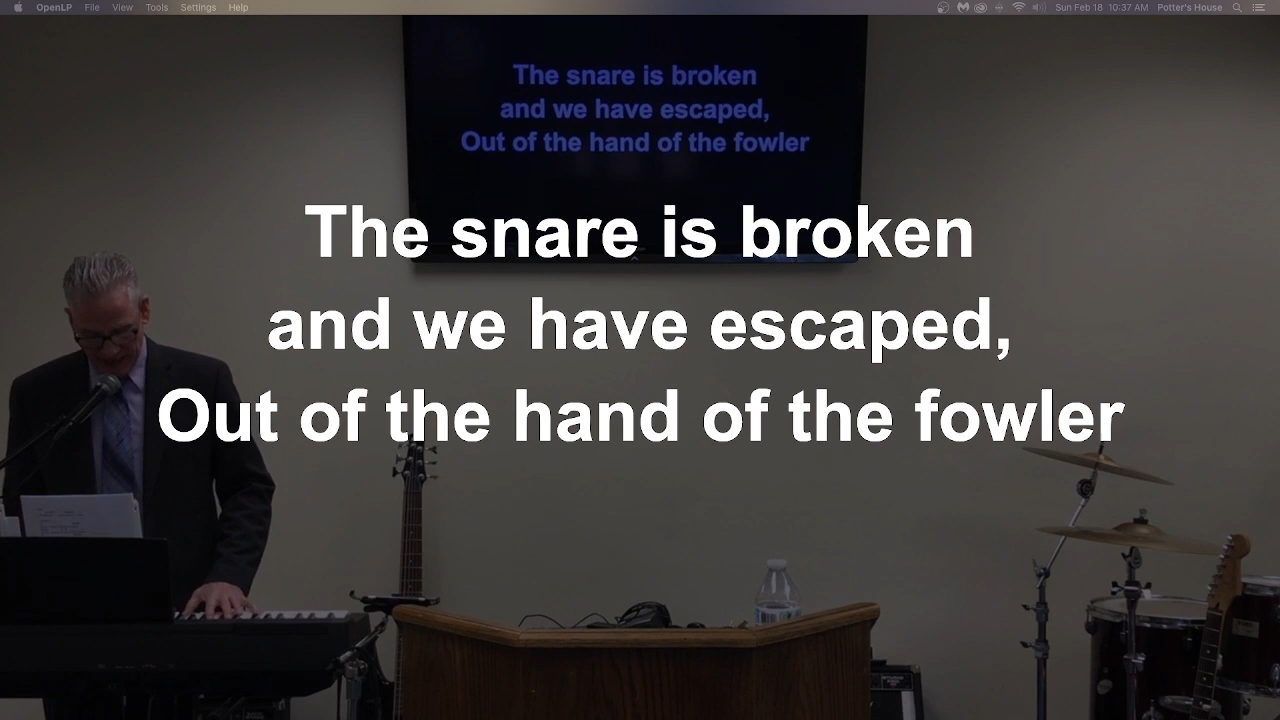 OpenLP File View Tools Settings Help Sun Feb 18 10:37 AM Potter's House
The snare is broken
and we have escaped,
Out of the hand of the fowler
The snare is broken
and we have escaped,
Out of the hand of the fowler